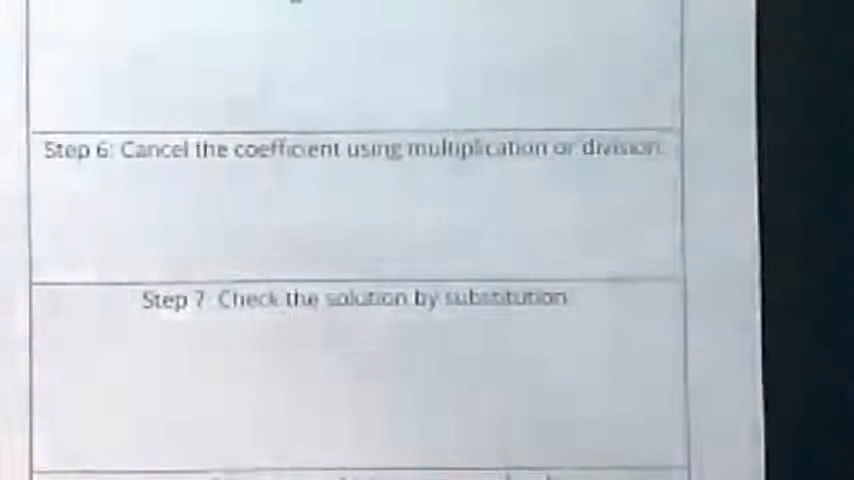 Step 6: Cancel the coefficient using multiplication or division.
Step 7: Check the solution by substitution.